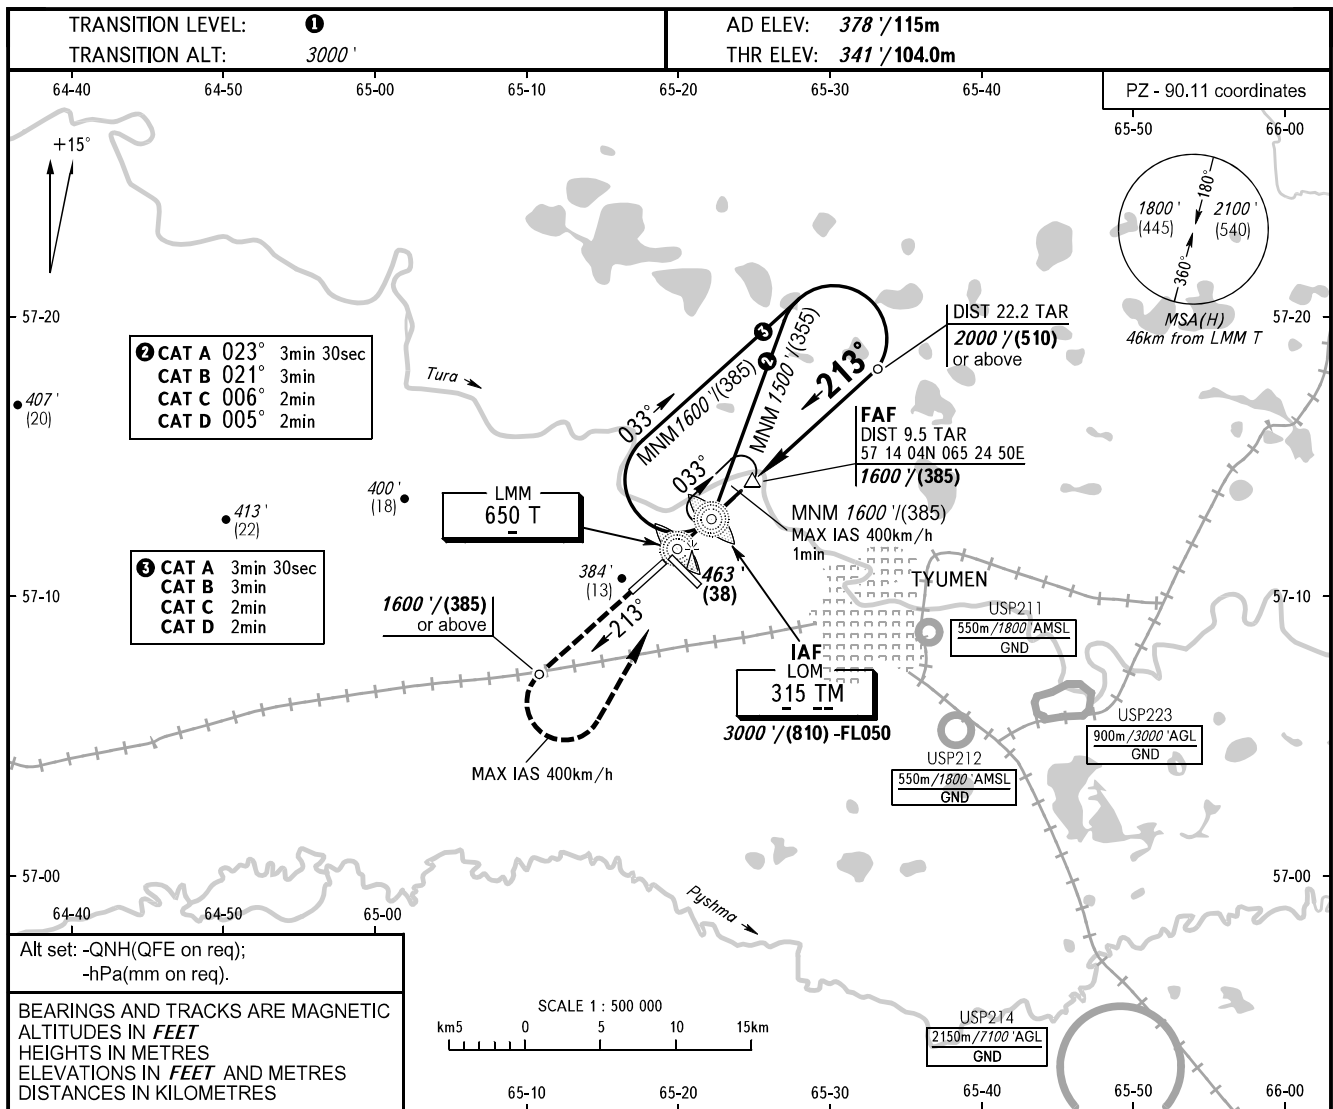 TRANSITION LEVEL: ❶
TRANSITION ALT: 3000 '
AD ELEV: 378 '/115m
THR ELEV: 341 '/104.0m
64-40 64-50 65-00 65-10 65-20 65-30 65-40
PZ - 90.11 coordinates
65-50 66-00
+15°
180°
1800 ' 2100 '
(445) (540)
360°
MSA(H)
46km from LMM T
57-20 57-20
❷ CAT A 023° 3min 30sec
CAT B 021° 3min
CAT C 006° 2min
CAT D 005° 2min
407 '
(20)
Tura
❸
❷
033°
MNM 1600 '/(385)
MNM 1500 '/(355)
213°
DIST 22.2 TAR
2000 '/(510)
or above
FAF
DIST 9.5 TAR
57 14 04N 065 24 50E
1600 '/(385)
033°
400 '
(18)
413 '
(22)
LMM
650 T
MNM 1600 '/(385)
MAX IAS 400km/h
1min
❸ CAT A 3min 30sec
CAT B 3min
CAT C 2min
CAT D 2min
384 '
(13)
463 '
(38)
TYUMEN
57-10 57-10
1600 '/(385)
or above
213°
USP211
550m/1800 'AMSL
GND
IAF
LOM
315 TM
3000 '/(810) -FL050
USP223
900m/3000 'AGL
GND
USP212
550m/1800 'AMSL
GND
MAX IAS 400km/h
57-00 57-00
Pyshma
64-40 64-50 65-00
Alt set: -QNH(QFE on req);
-hPa(mm on req).
BEARINGS AND TRACKS ARE MAGNETIC
ALTITUDES IN FEET
HEIGHTS IN METRES
ELEVATIONS IN FEET AND METRES
DISTANCES IN KILOMETRES
SCALE 1 : 500 000
km5 0 5 10 15km
USP214
2150m/7100 'AGL
GND
65-10 65-20 65-30 65-40 65-50 66-00